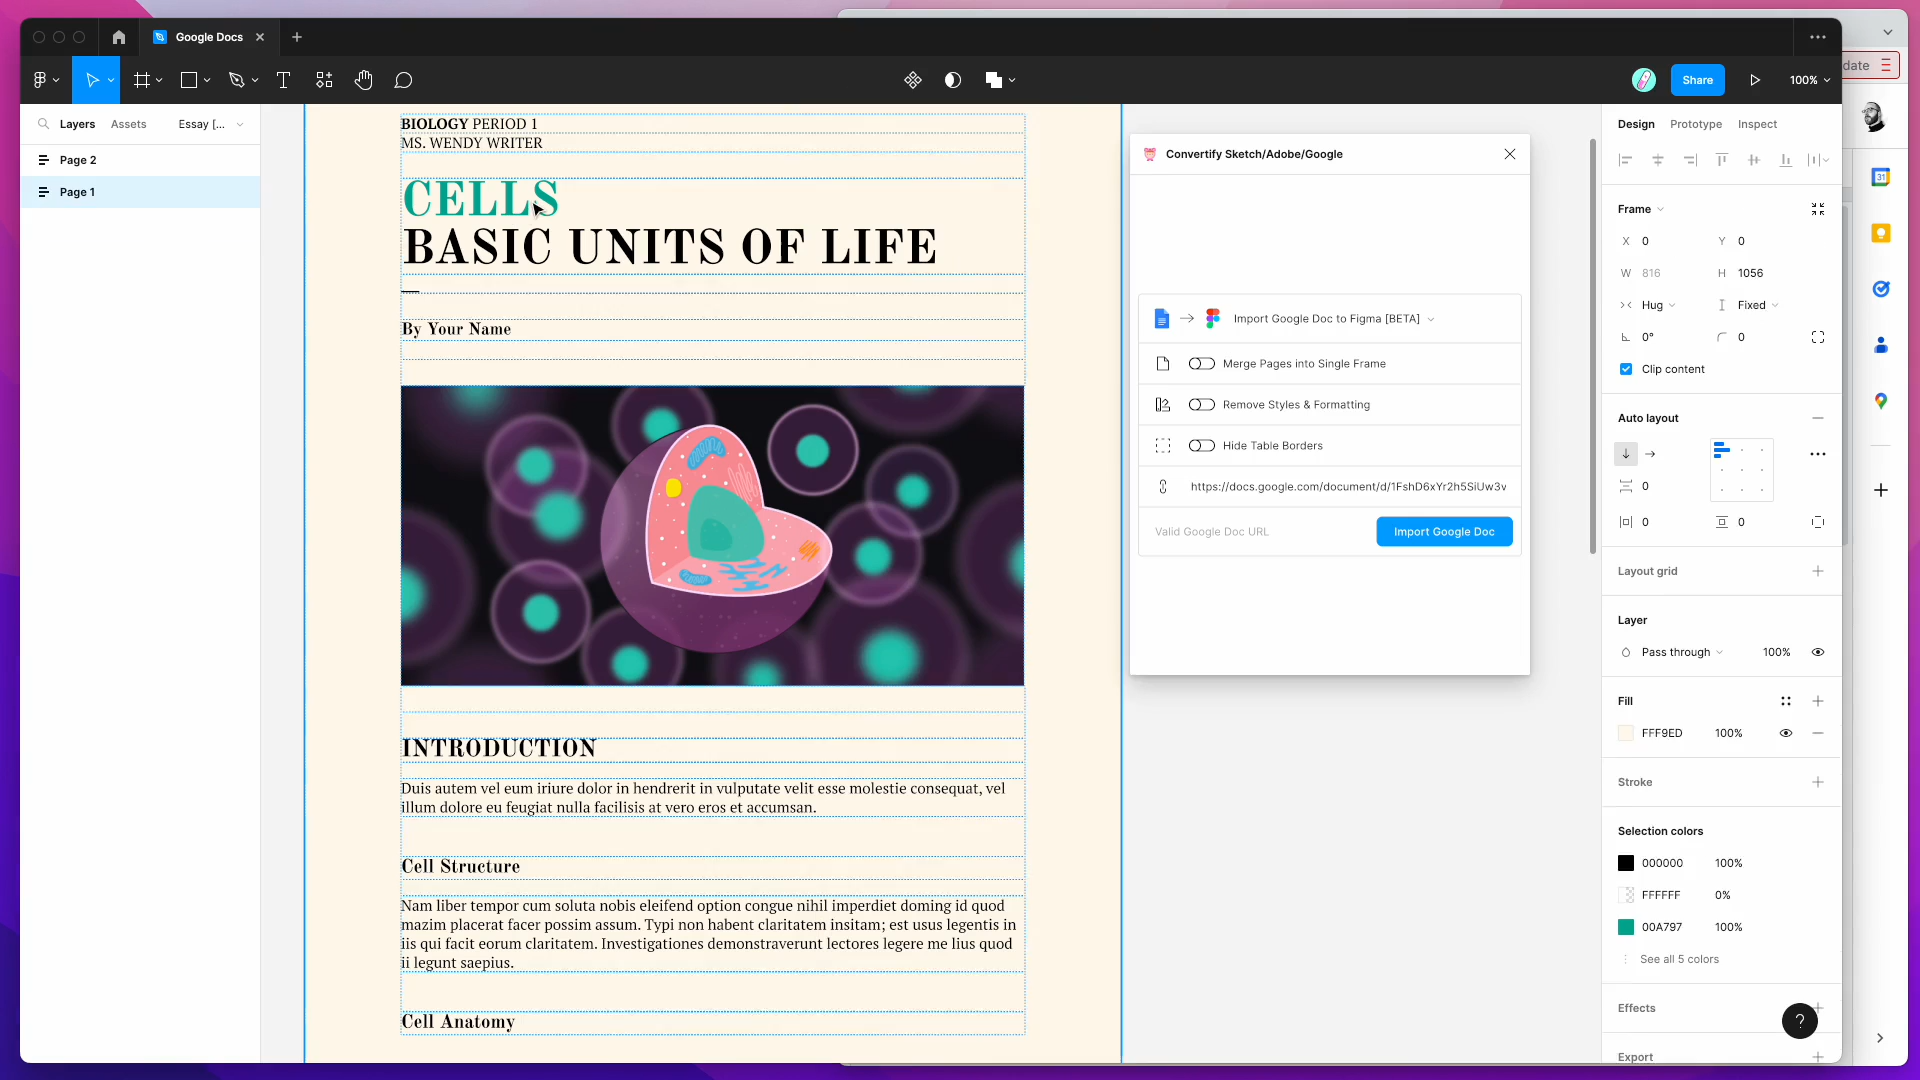 Google Docs
date
Share
100%
Layers
Assets
Essay [...
Page 2
Page 1
BIOLOGY PERIOD 1
MS. WENDY WRITER
CELLS
BASIC UNITS OF LIFE
By Your Name
INTRODUCTION
Duis autem vel eum iriure dolor in hendrerit in vulputate velit esse molestie consequat, vel
illum dolore eu feugiat nulla facilisis at vero eros et accumsan.
Cell Structure
Nam liber tempor cum soluta nobis eleifend option congue nihil imperdiet doming id quod
mazim placerat facer possim assum. Typi non habent claritatem insitam; est usus legentis in
iis qui facit eorum claritatem. Investigationes demonstraverunt lectores legere me lius quod
ii legunt saepius.
Cell Anatomy
Convertify Sketch/Adobe/Google
Import Google Doc to Figma [BETA]
Merge Pages into Single Frame
Remove Styles & Formatting
Hide Table Borders
https://docs.google.com/document/d/1FshD6xYr2h5SiUw3v
Valid Google Doc URL
Import Google Doc
Design
Prototype
Inspect
Frame
X 0
Y 0
W 816
H 1056
Hug
Fixed
0°
0
Clip content
Auto layout
0
0
0
Layout grid
Layer
Pass through
100%
Fill
FFF9ED
100%
Stroke
Selection colors
000000
100%
FFFFFF
0%
00A797
100%
See all 5 colors
Effects
?
Export
31